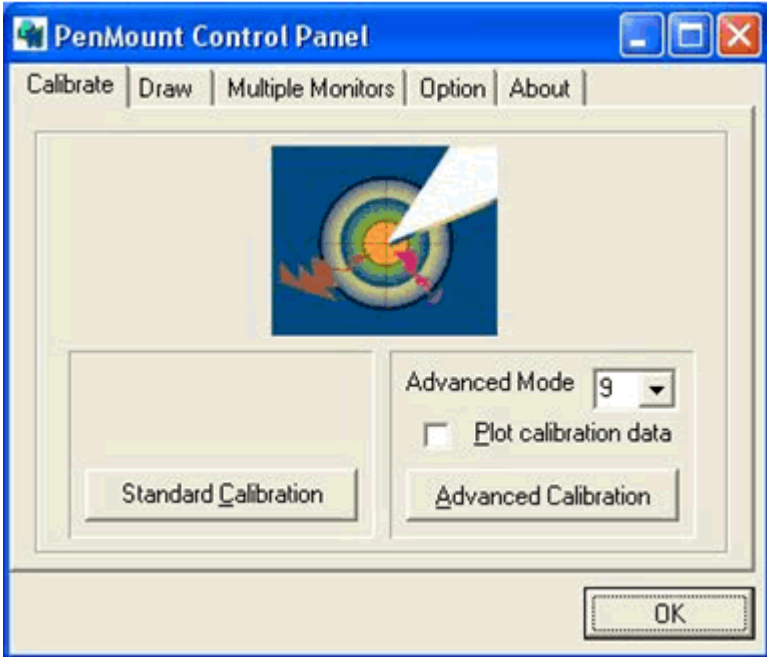 PenMount Control Panel
Calibrate Draw Multiple Monitors Option About
Advanced Mode 9
Plot calibration data
Standard Calibration Advanced Calibration
OK